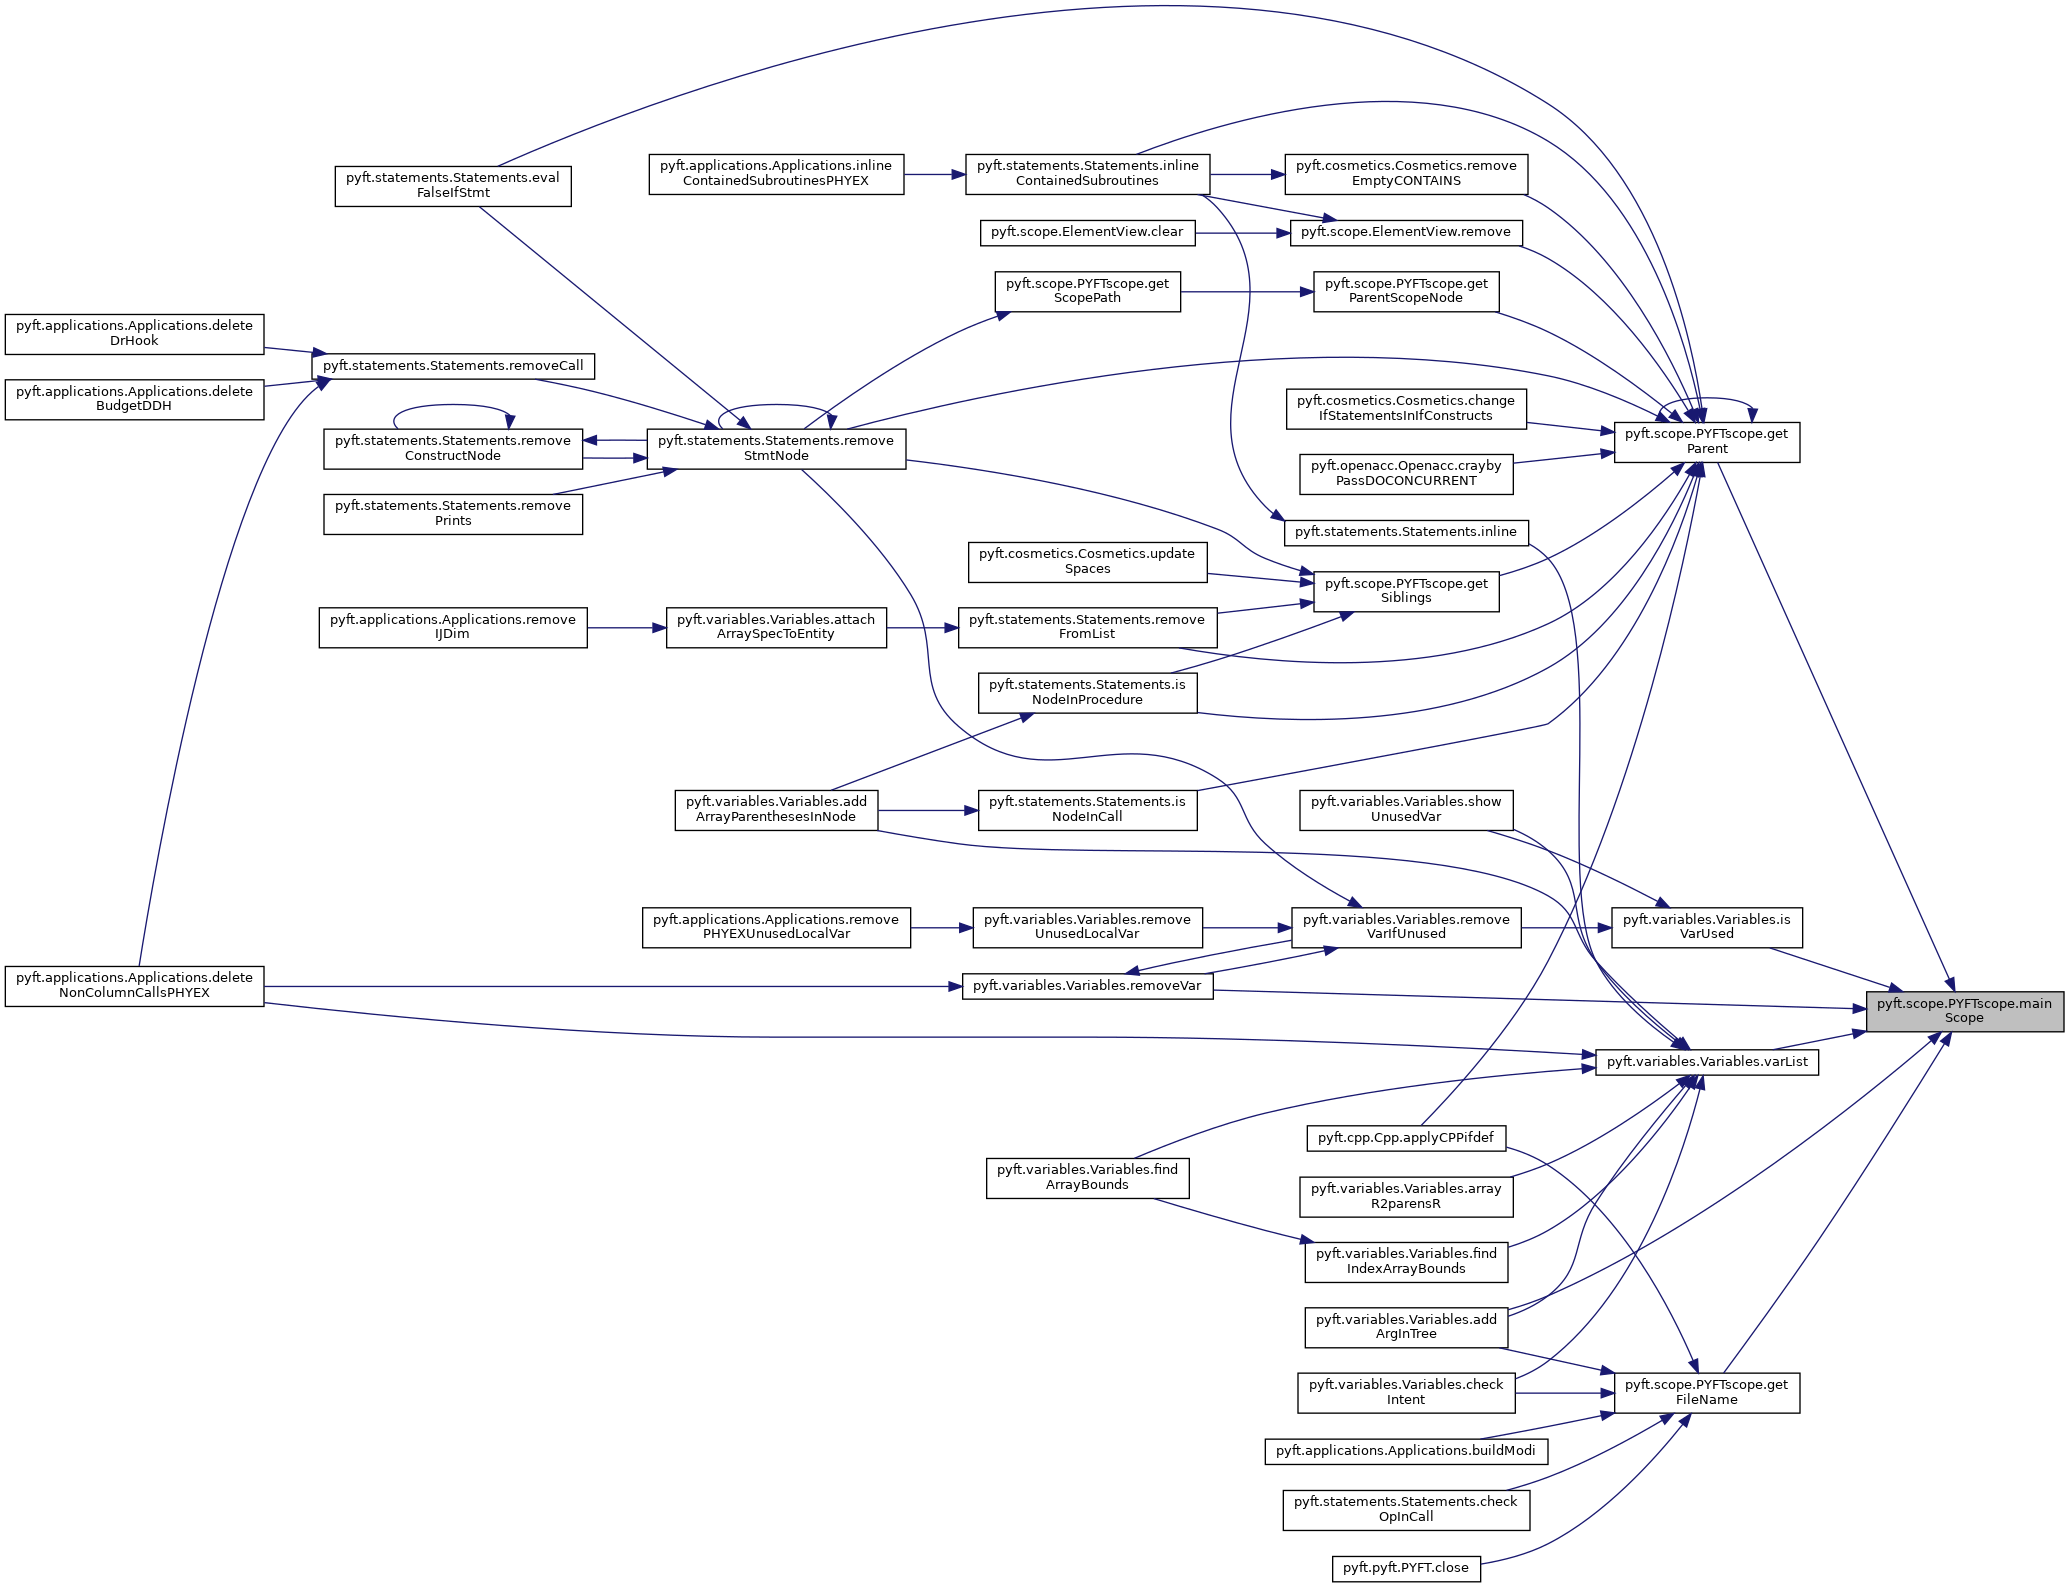 pyft.statements.Statements.eval
FalseIfStmt
pyft.applications.Applications.inline
ContainedSubroutinesPHYEX
pyft.statements.Statements.inline
ContainedSubroutines
pyft.cosmetics.Cosmetics.remove
EmptyCONTAINS
pyft.scope.ElementView.clear
pyft.scope.ElementView.remove
pyft.scope.PYFTscope.get
ScopePath
pyft.scope.PYFTscope.get
ParentScopeNode
pyft.applications.Applications.delete
DrHook
pyft.statements.Statements.removeCall
pyft.applications.Applications.delete
BudgetDDH
pyft.cosmetics.Cosmetics.change
IfStatementsInIfConstructs
pyft.statements.Statements.remove
ConstructNode
pyft.statements.Statements.remove
StmtNode
pyft.scope.PYFTscope.get
Parent
pyft.openacc.Openacc.crayby
PassDOCONCURRENT
pyft.statements.Statements.remove
Prints
pyft.statements.Statements.inline
pyft.cosmetics.Cosmetics.update
Spaces
pyft.scope.PYFTscope.get
Siblings
pyft.applications.Applications.remove
IJDim
pyft.variables.Variables.attach
ArraySpecToEntity
pyft.statements.Statements.remove
FromList
pyft.statements.Statements.is
NodeInProcedure
pyft.variables.Variables.add
ArrayParenthesesInNode
pyft.statements.Statements.is
NodeInCall
pyft.variables.Variables.show
UnusedVar
pyft.applications.Applications.remove
PHYEXUnusedLocalVar
pyft.variables.Variables.remove
UnusedLocalVar
pyft.variables.Variables.remove
VarIfUnused
pyft.variables.Variables.is
VarUsed
pyft.applications.Applications.delete
NonColumnCallsPHYEX
pyft.variables.Variables.removeVar
pyft.scope.PYFTscope.main
Scope
pyft.variables.Variables.varList
pyft.cpp.Cpp.applyCPPifdef
pyft.variables.Variables.find
ArrayBounds
pyft.variables.Variables.array
R2parensR
pyft.variables.Variables.find
IndexArrayBounds
pyft.variables.Variables.add
ArgInTree
pyft.variables.Variables.check
Intent
pyft.scope.PYFTscope.get
FileName
pyft.applications.Applications.buildModi
pyft.statements.Statements.check
OpInCall
pyft.pyft.PYFT.close